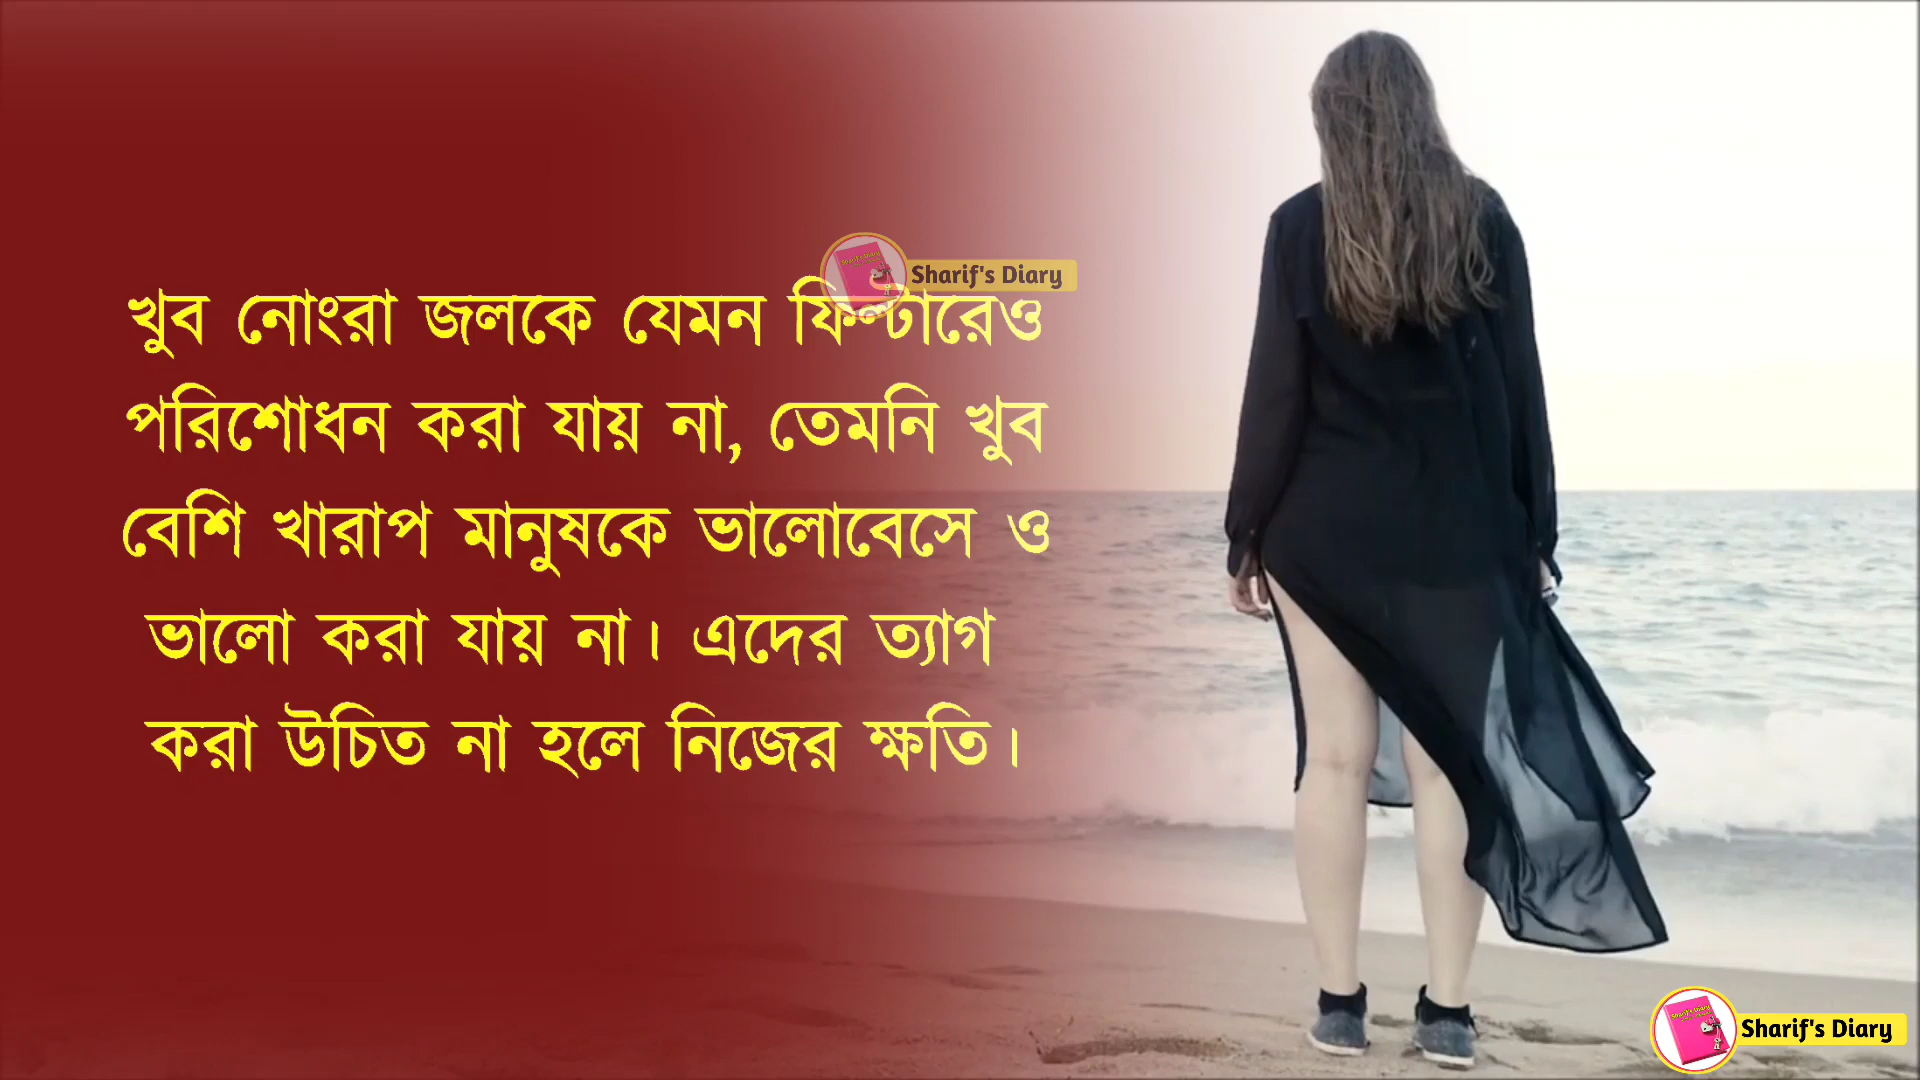 Sharif's Diary
খুব নোংরা জলকে যেমন ফিল্টারেও
পরিশোধন করা যায় না, তেমনি খুব
বেশি খারাপ মানুষকে ভালোবেসে ও
ভালো করা যায় না। এদের ত্যাগ
করা উচিত না হলে নিজের ক্ষতি।
Sharif's Diary